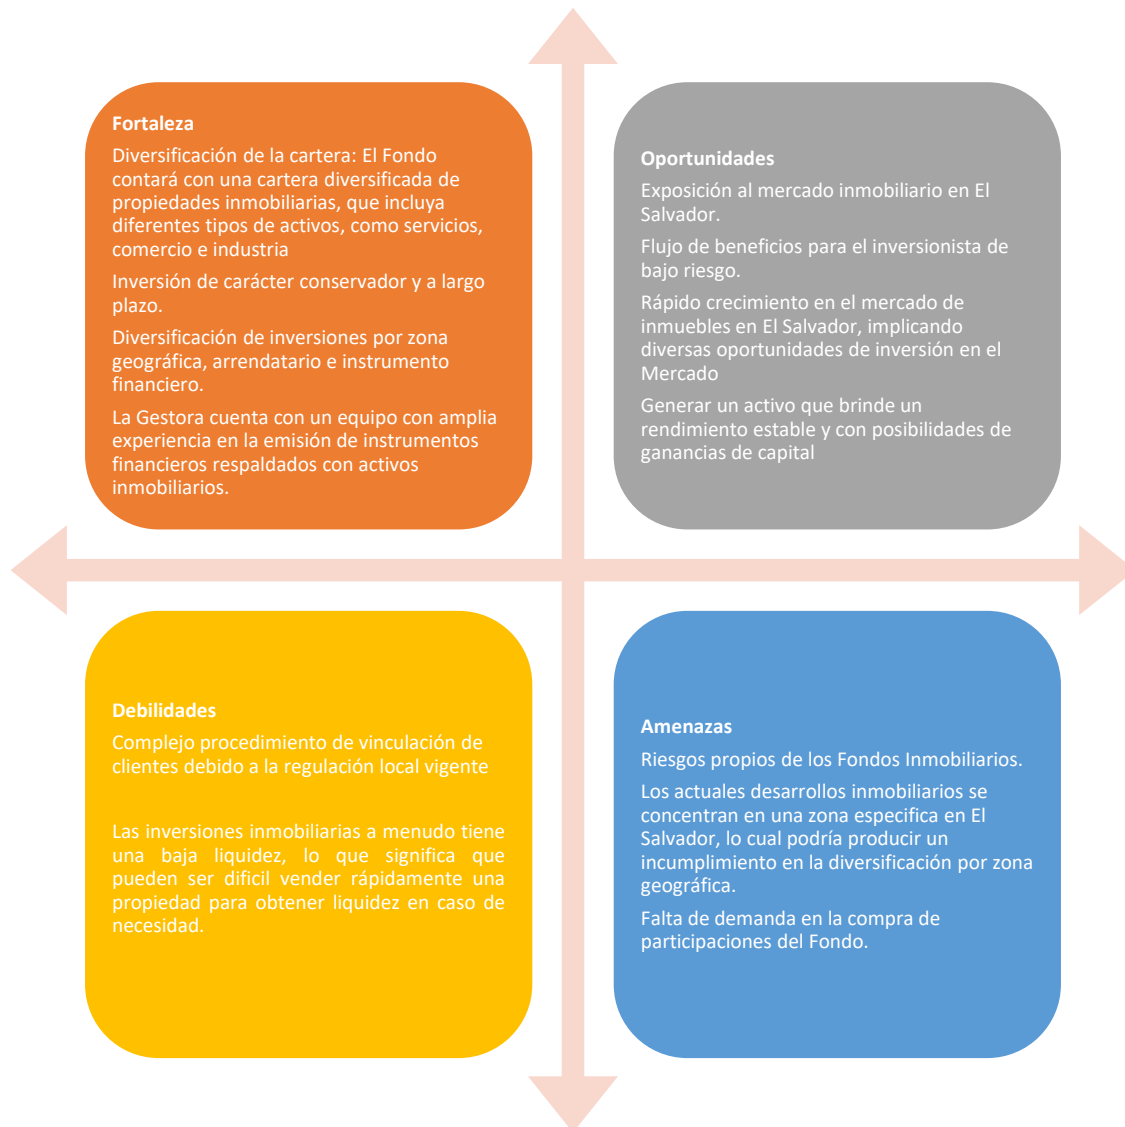 Fortaleza
Diversificación de la cartera: El Fondo
contará con una cartera diversificada de
propiedades inmobiliarias, que incluya
diferentes tipos de activos, como servicios,
comercio e industria
Inversión de carácter conservador y a largo
plazo.
Diversificación de inversiones por zona
geográfica, arrendatario e instrumento
financiero.
La Gestora cuenta con un equipo con amplia
experiencia en la emisión de instrumentos
financieros respaldados con activos
inmobiliarios.
Oportunidades
Exposición al mercado inmobiliario en El
Salvador.
Flujo de beneficios para el inversionista de
bajo riesgo.
Rápido crecimiento en el mercado de
inmuebles en El Salvador, implicando
diversas oportunidades de inversión en el
Mercado
Generar un activo que brinde un
rendimiento estable y con posibilidades de
ganancias de capital
Debilidades
Complejo procedimiento de vinculación de
clientes debido a la regulación local vigente
Las inversiones inmobiliarias a menudo tiene
una baja liquidez, lo que significa que
pueden ser dificil vender rápidamente una
propiedad para obtener liquidez en caso de
necesidad.
Amenazas
Riesgos propios de los Fondos Inmobiliarios.
Los actuales desarrollos inmobiliarios se
concentran en una zona especifica en El
Salvador, lo cual podría producir un
incumplimiento en la diversificación por zona
geográfica.
Falta de demanda en la compra de
participaciones del Fondo.